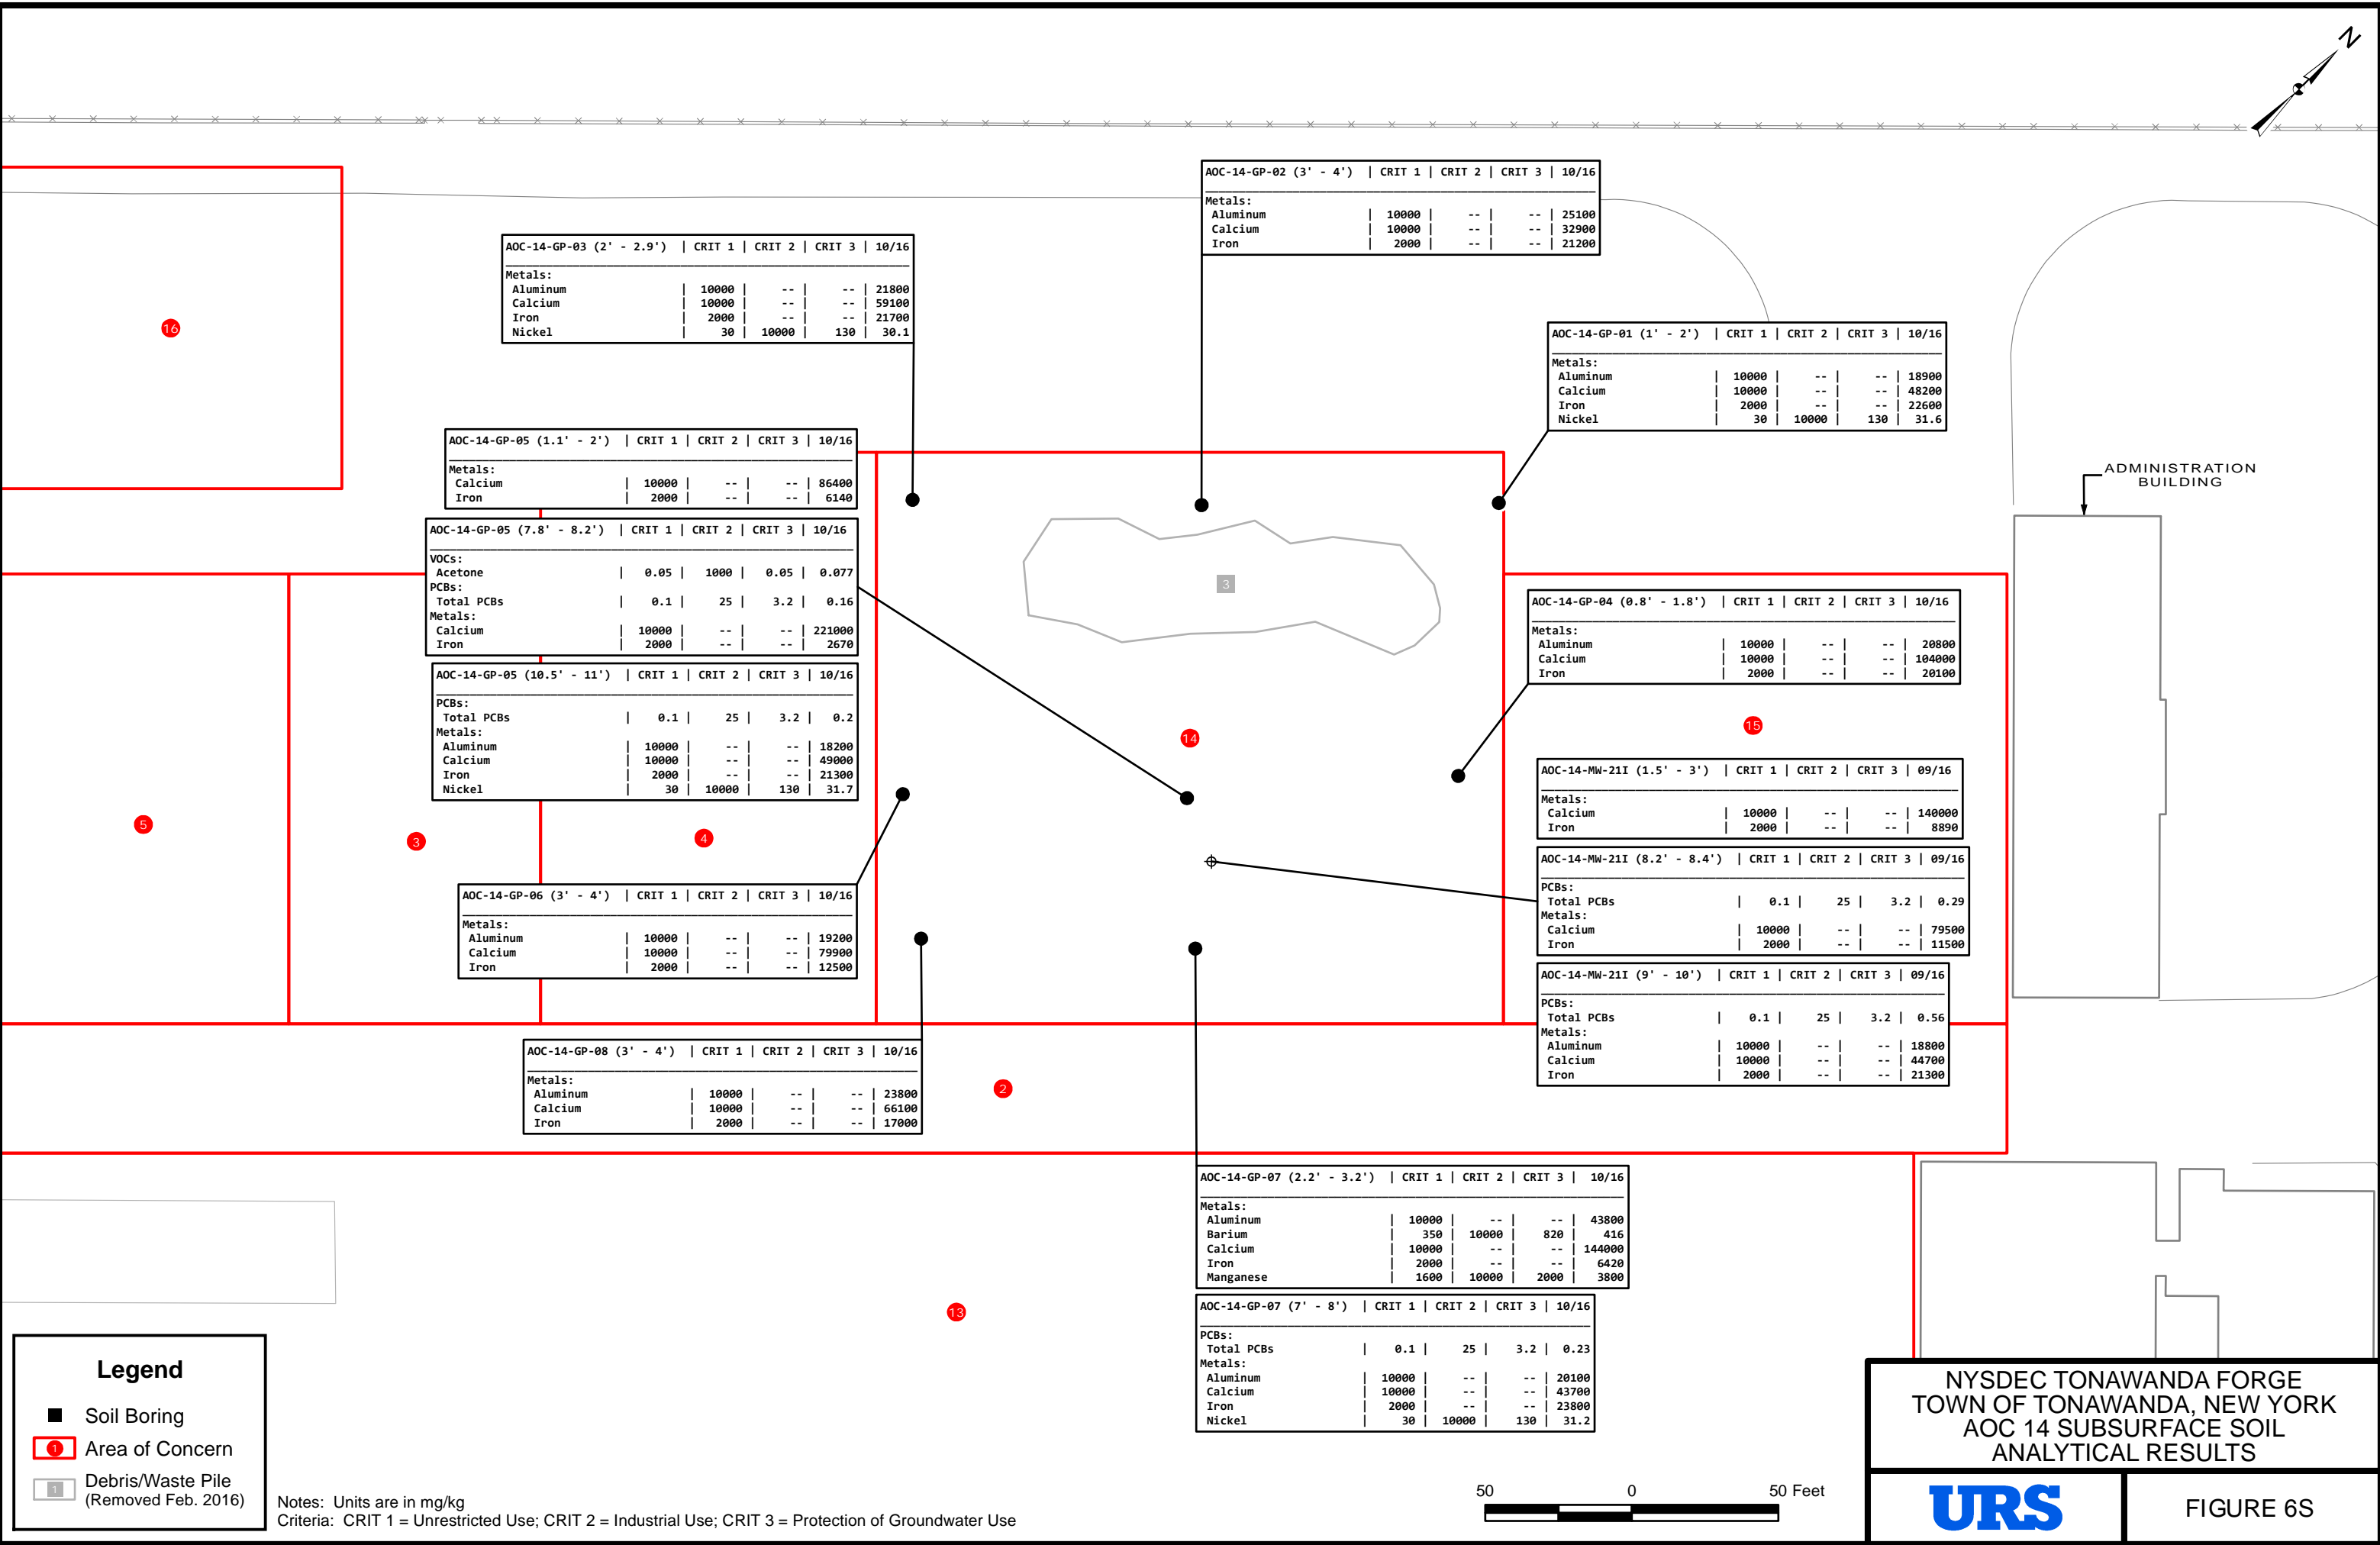 N
AOC-14-GP-02 (3' - 4') | CRIT 1 | CRIT 2 | CRIT 3 | 10/16
Metals:
Aluminum | 10000 | -- | -- | 25100
Calcium | 10000 | -- | -- | 32900
Iron | 2000 | -- | -- | 21200
AOC-14-GP-03 (2' - 2.9') | CRIT 1 | CRIT 2 | CRIT 3 | 10/16
Metals:
Aluminum | 10000 | -- | -- | 21800
Calcium | 10000 | -- | -- | 59100
Iron | 2000 | -- | -- | 21700
Nickel | 30 | 10000 | 130 | 30.1
16
AOC-14-GP-01 (1' - 2') | CRIT 1 | CRIT 2 | CRIT 3 | 10/16
Metals:
Aluminum | 10000 | -- | -- | 18900
Calcium | 10000 | -- | -- | 48200
Iron | 2000 | -- | -- | 22600
Nickel | 30 | 10000 | 130 | 31.6
AOC-14-GP-05 (1.1' - 2') | CRIT 1 | CRIT 2 | CRIT 3 | 10/16
Metals:
Calcium | 10000 | -- | -- | 86400
Iron | 2000 | -- | -- | 6140
ADMINISTRATION
BUILDING
AOC-14-GP-05 (7.8' - 8.2') | CRIT 1 | CRIT 2 | CRIT 3 | 10/16
VOCs:
Acetone | 0.05 | 1000 | 0.05 | 0.077
PCBs:
Total PCBs | 0.1 | 25 | 3.2 | 0.16
Metals:
Calcium | 10000 | -- | -- | 221000
Iron | 2000 | -- | -- | 2670
3
AOC-14-GP-04 (0.8' - 1.8') | CRIT 1 | CRIT 2 | CRIT 3 | 10/16
Metals:
Aluminum | 10000 | -- | -- | 20800
Calcium | 10000 | -- | -- | 104000
Iron | 2000 | -- | -- | 20100
AOC-14-GP-05 (10.5' - 11') | CRIT 1 | CRIT 2 | CRIT 3 | 10/16
PCBs:
Total PCBs | 0.1 | 25 | 3.2 | 0.2
Metals:
Aluminum | 10000 | -- | -- | 18200
Calcium | 10000 | -- | -- | 49000
Iron | 2000 | -- | -- | 21300
Nickel | 30 | 10000 | 130 | 31.7
14
15
AOC-14-MW-21I (1.5' - 3') | CRIT 1 | CRIT 2 | CRIT 3 | 09/16
Metals:
Calcium | 10000 | -- | -- | 140000
Iron | 2000 | -- | -- | 8890
5
3
4
AOC-14-MW-21I (8.2' - 8.4') | CRIT 1 | CRIT 2 | CRIT 3 | 09/16
PCBs:
Total PCBs | 0.1 | 25 | 3.2 | 0.29
Metals:
Calcium | 10000 | -- | -- | 79500
Iron | 2000 | -- | -- | 11500
AOC-14-GP-06 (3' - 4') | CRIT 1 | CRIT 2 | CRIT 3 | 10/16
Metals:
Aluminum | 10000 | -- | -- | 19200
Calcium | 10000 | -- | -- | 79900
Iron | 2000 | -- | -- | 12500
AOC-14-MW-21I (9' - 10') | CRIT 1 | CRIT 2 | CRIT 3 | 09/16
PCBs:
Total PCBs | 0.1 | 25 | 3.2 | 0.56
Metals:
Aluminum | 10000 | -- | -- | 18800
Calcium | 10000 | -- | -- | 44700
Iron | 2000 | -- | -- | 21300
AOC-14-GP-08 (3' - 4') | CRIT 1 | CRIT 2 | CRIT 3 | 10/16
Metals:
Aluminum | 10000 | -- | -- | 23800
Calcium | 10000 | -- | -- | 66100
Iron | 2000 | -- | -- | 17000
2
AOC-14-GP-07 (2.2' - 3.2') | CRIT 1 | CRIT 2 | CRIT 3 | 10/16
Metals:
Aluminum | 10000 | -- | -- | 43800
Barium | 350 | 10000 | 820 | 416
Calcium | 10000 | -- | -- | 144000
Iron | 2000 | -- | -- | 6420
Manganese | 1600 | 10000 | 2000 | 3800
13
AOC-14-GP-07 (7' - 8') | CRIT 1 | CRIT 2 | CRIT 3 | 10/16
PCBs:
Total PCBs | 0.1 | 25 | 3.2 | 0.23
Metals:
Aluminum | 10000 | -- | -- | 20100
Calcium | 10000 | -- | -- | 43700
Iron | 2000 | -- | -- | 23800
Nickel | 30 | 10000 | 130 | 31.2
Legend
Soil Boring
1 Area of Concern
1 Debris/Waste Pile
(Removed Feb. 2016)
Notes: Units are in mg/kg
Criteria: CRIT 1 = Unrestricted Use; CRIT 2 = Industrial Use; CRIT 3 = Protection of Groundwater Use
50 0 50 Feet
NYSDEC TONAWANDA FORGE
TOWN OF TONAWANDA, NEW YORK
AOC 14 SUBSURFACE SOIL
ANALYTICAL RESULTS
URS
FIGURE 6S